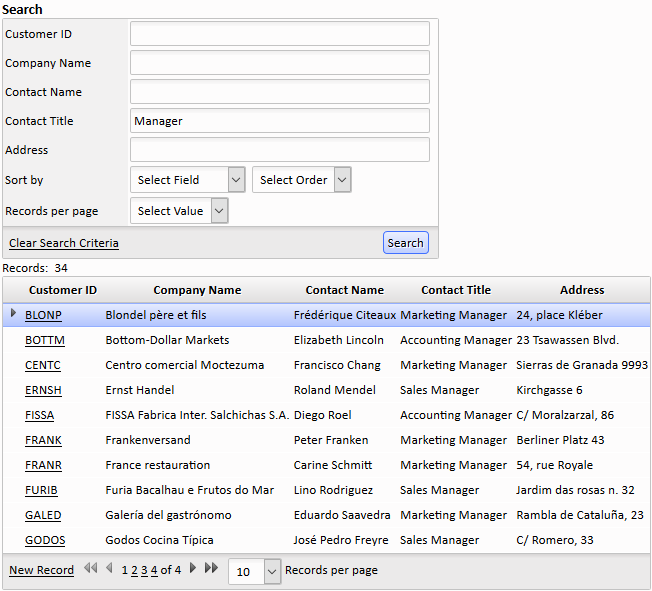 Search
Customer ID
Company Name
Contact Name
Contact Title Manager
Address
Sort by Select Field Select Order
Records per page Select Value
Clear Search Criteria Search
Records: 34
Customer ID Company Name Contact Name Contact Title Address
BLONP Blondel père et fils Frédérique Citeaux Marketing Manager 24, place Kléber
BOTTM Bottom-Dollar Markets Elizabeth Lincoln Accounting Manager 23 Tsawassen Blvd.
CENTC Centro comercial Moctezuma Francisco Chang Marketing Manager Sierras de Granada 9993
ERNSH Ernst Handel Roland Mendel Sales Manager Kirchgasse 6
FISSA FISSA Fabrica Inter. Salchichas S.A. Diego Roel Accounting Manager C/ Moralzarzal, 86
FRANK Frankenversand Peter Franken Marketing Manager Berliner Platz 43
FRANR France restauration Carine Schmitt Marketing Manager 54, rue Royale
FURIB Furia Bacalhau e Frutos do Mar Lino Rodriguez Sales Manager Jardim das rosas n. 32
GALED Galería del gastrónomo Eduardo Saavedra Marketing Manager Rambla de Cataluña, 23
GODOS Godos Cocina Típica José Pedro Freyre Sales Manager C/ Romero, 33
New Record 1 2 3 4 of 4 10 Records per page